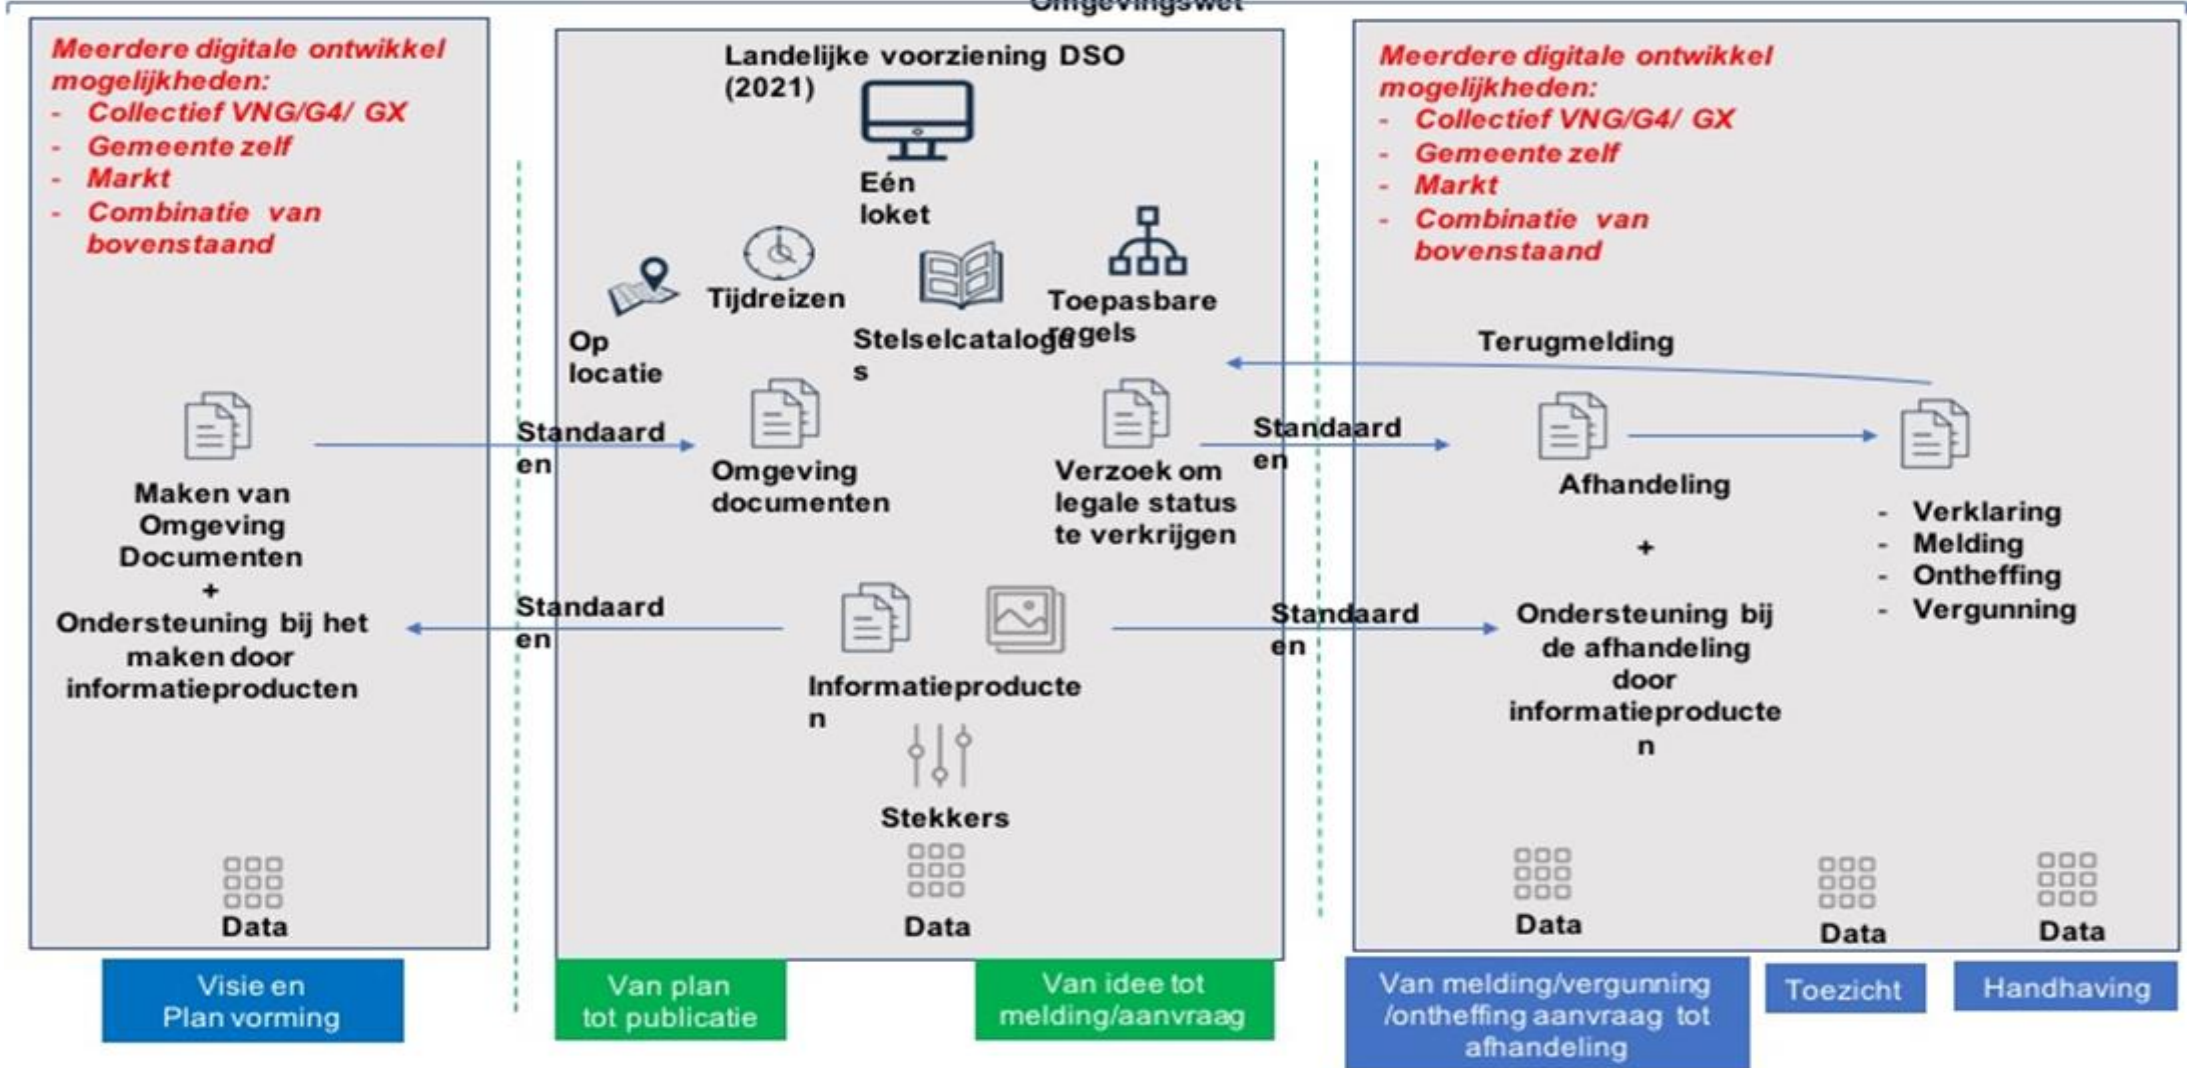 Omgevingswet
Meerdere digitale ontwikkel
mogelijkheden:
- Collectief VNG/G4/ GX
- Gemeente zelf
- Markt
- Combinatie van
bovenstaand
Maken van
Omgeving
Documenten
+
Ondersteuning bij het
maken door
informatieproducten
Data
Visie en
Plan vorming
Standaard
en
Standaard
en
Landelijke voorziening DSO
(2021)
Eén
loket
Op
locatie
Tijdreizen
Stelselcatalogu
s
Toepasbare
regels
Omgeving
documenten
Verzoek om
legale status
te verkrijgen
Informatieproducte
n
Stekkers
Data
Van plan
tot publicatie
Van idee tot
melding/aanvraag
Standaard
en
Standaard
en
Meerdere digitale ontwikkel
mogelijkheden:
- Collectief VNG/G4/ GX
- Gemeente zelf
- Markt
- Combinatie van
bovenstaand
Terugmelding
Afhandeling
+
Ondersteuning bij
de afhandeling
door
informatieproducte
n
- Verklaring
- Melding
- Ontheffing
- Vergunning
Data
Data
Data
Van melding/vergunning
/ontheffing aanvraag tot
afhandeling
Toezicht
Handhaving